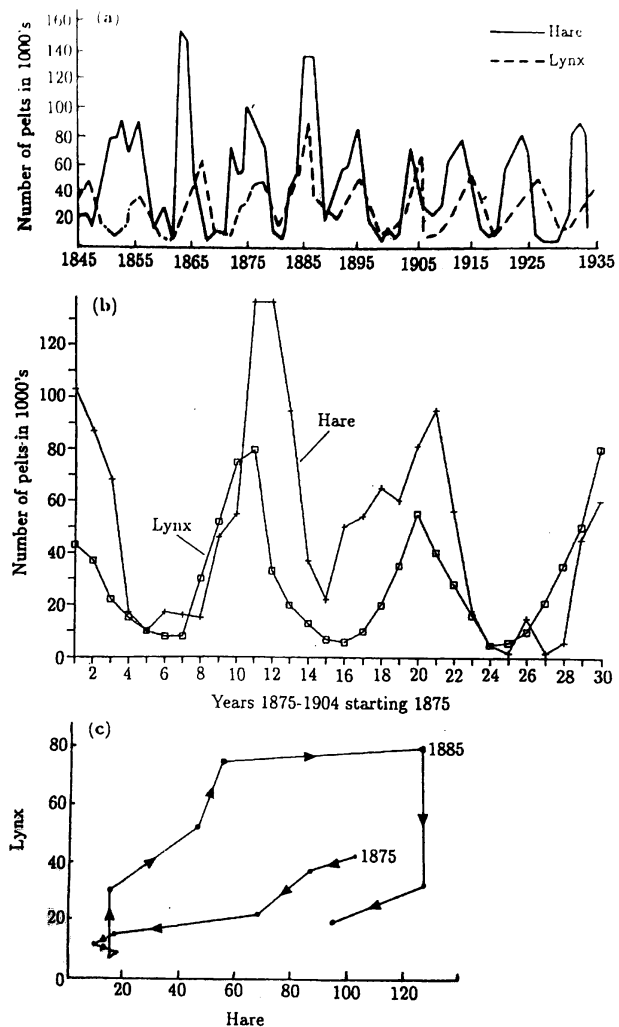 (a)
160
140
120
100
80
60
40
20
Number of pelts in 1000's
Hare
Lynx
1845 1855 1865 1875 1885 1895 1905 1915 1925 1935
(b)
120
100
80
60
40
20
0
Number of pelts in 1000's
Hare
Lynx
2 4 6 8 10 12 14 16 18 20 22 24 26 28 30
Years 1875-1904 starting 1875
(c)
80
60
40
20
0
Lynx
1885
1875
20 40 60 80 100 120
Hare